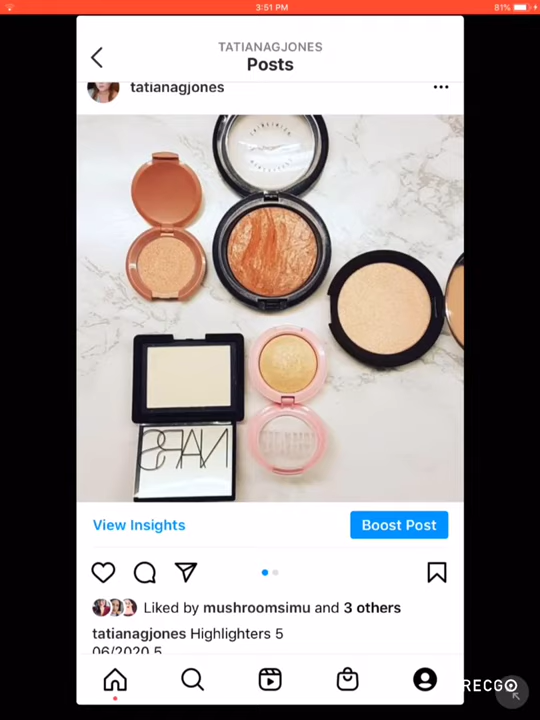 3:51 PM
81%
TATIANAGJONES
Posts
tatianagjones
NARS
View Insights
Boost Post
Liked by mushroomsimu and 3 others
tatianagjones Highlighters 5
06/2020 5
RECGO